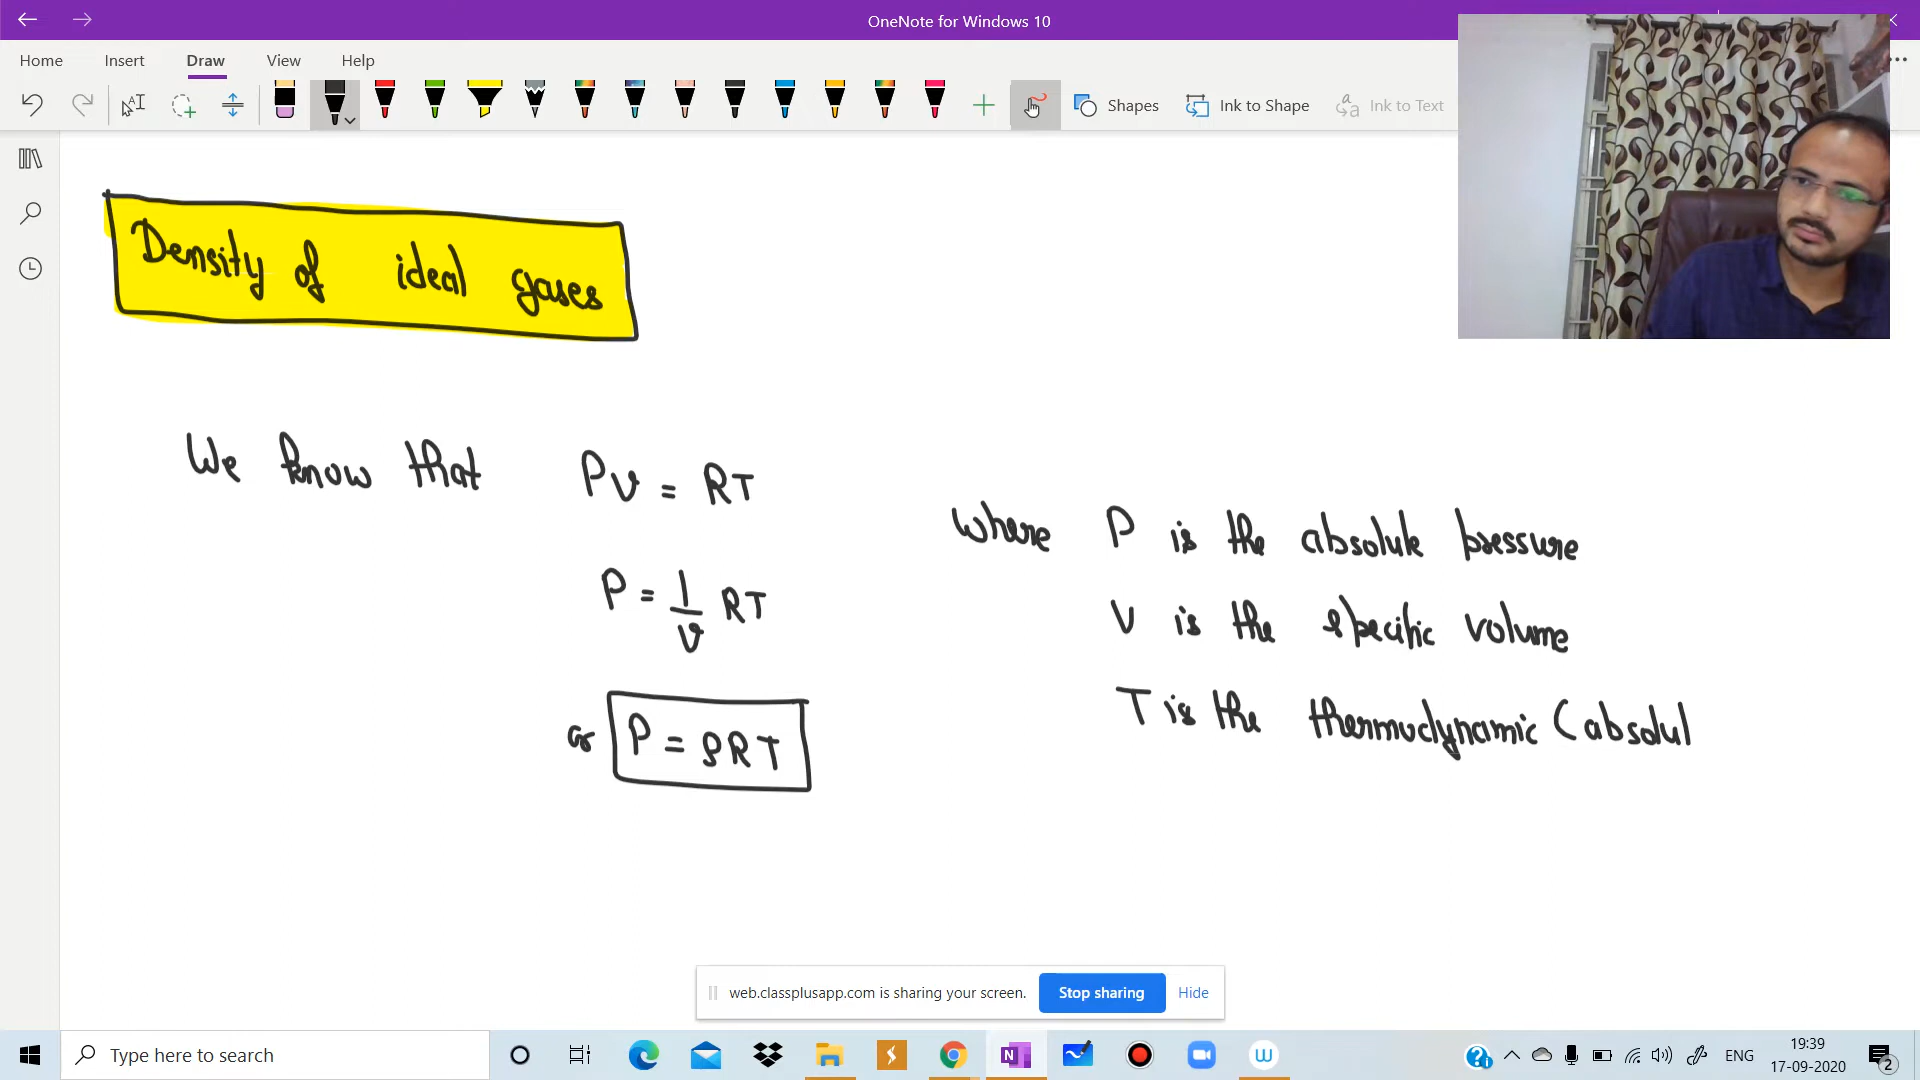 OneNote for Windows 10
Home Insert Draw View Help
Shapes Ink to Shape Ink to Text
Density of ideal gases
We know that Pv = RT
P = 1/v RT
or P = ρRT
where P is the absolute pressure
V is the specific volume
T is the thermodynamic (absolut
web.classplusapp.com is sharing your screen. Stop sharing Hide
Type here to search
ENG
19:39
17-09-2020
2